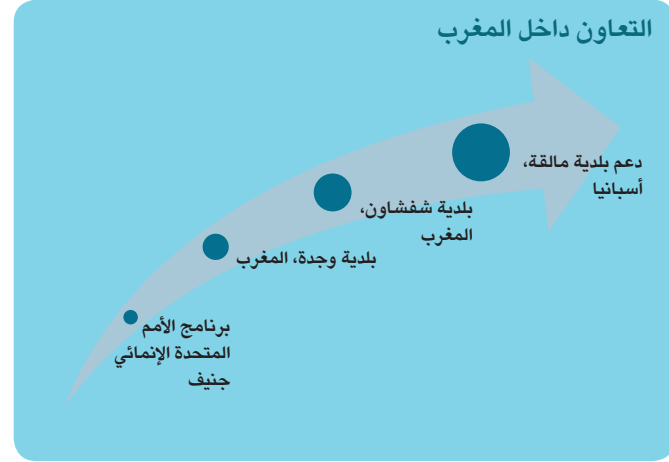 التعاون داخل المغرب
دعم بلدية مالقة،
أسبانيا
بلدية شفشاون،
المغرب
بلدية وجدة، المغرب
برنامج الأمم
المتحدة الإنمائي
جنيف